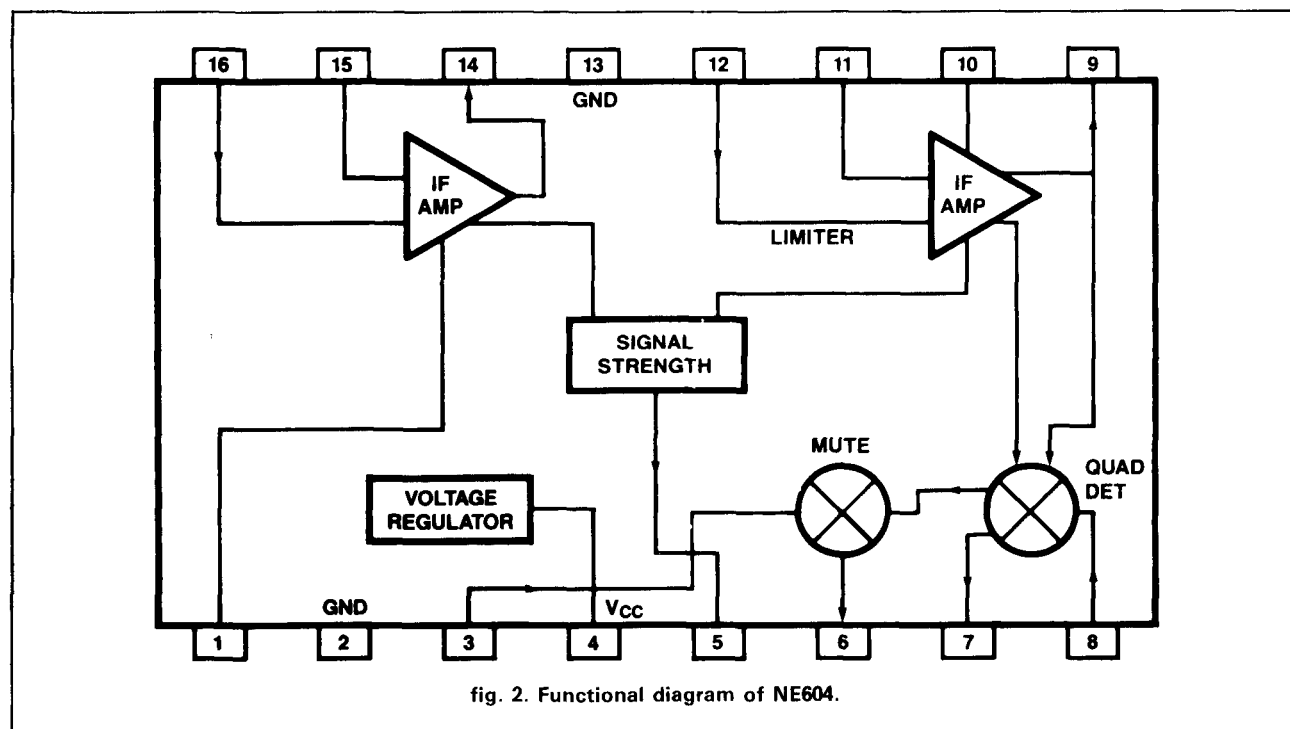 16 15 14 13 12 11 10 9
GND
IF
AMP
IF
AMP
LIMITER
SIGNAL
STRENGTH
MUTE
QUAD
DET
VOLTAGE
REGULATOR
GND
VCC
1 2 3 4 5 6 7 8
fig. 2. Functional diagram of NE604.